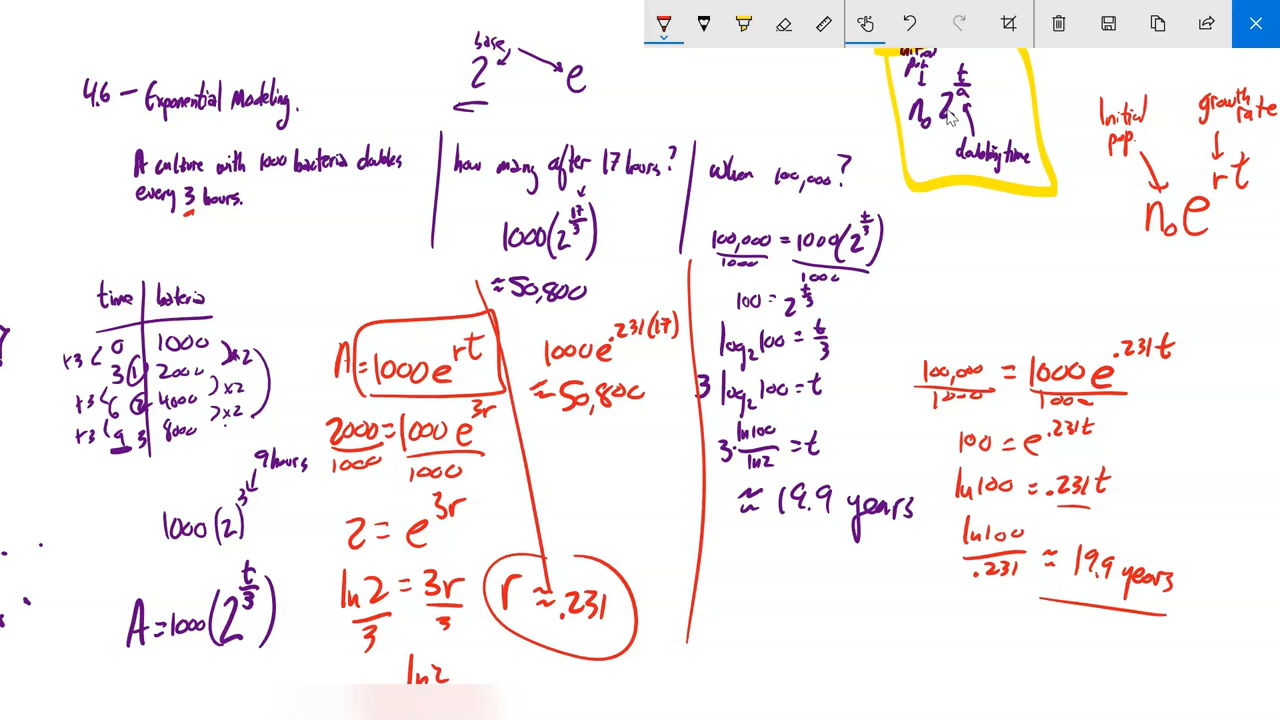 4.6 – Exponential Modeling.
A culture with 1000 bacteria doubles
every 3 hours.
base
2 e
how many after 17 hours?
1000(2^{17/3})
≈ 50,800
when 100,000?
100,000/1000 = 1000(2^{t/3})/1000
100 = 2^{t/3}
log₂100 = t/3
3 log₂100 = t
3 · ln100/ln2 = t
≈ 19.9 years
pop.
n₀ 2^{t/a}
doubling time
Initial
pop.
growth
rate
n₀e^{rt}
time bateria
+3 0 1000 ×2
3 1 2000
+3 6 2 4000 ×2
+3 9 3 8000 ×2
9 hours
1000(2)³
A = 1000(2^{t/3})
A = 1000e^{rt}
2000/1000 = 1000e^{3r}/1000
2 = e^{3r}
ln2/3 = 3r/3
ln2
r ≈ .231
1000e^{.231(17)}
≈ 50,800
100,000/1000 = 1000e^{.231t}/1000
100 = e^{.231t}
ln100 = .231t
ln100/.231 ≈ 19.9 years